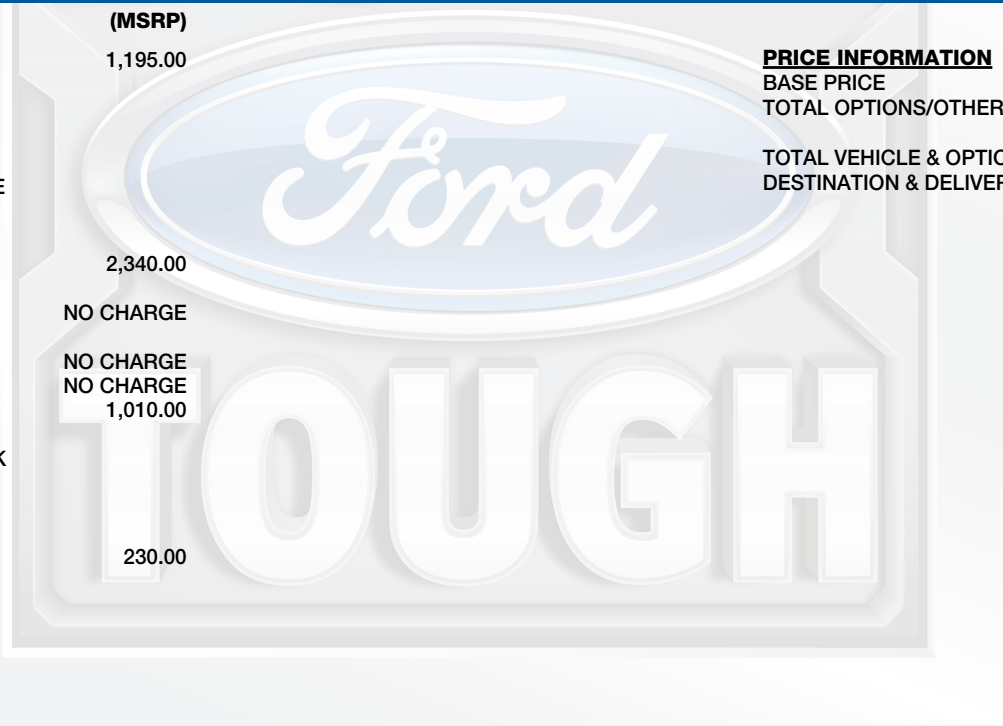 (MSRP)
1,195.00
PRICE INFORMATION
BASE PRICE
TOTAL OPTIONS/OTHER
TOTAL VEHICLE & OPTIO
E
DESTINATION & DELIVER
2,340.00
NO CHARGE
NO CHARGE
NO CHARGE
1,010.00
K
230.00
Ford
TOUGH